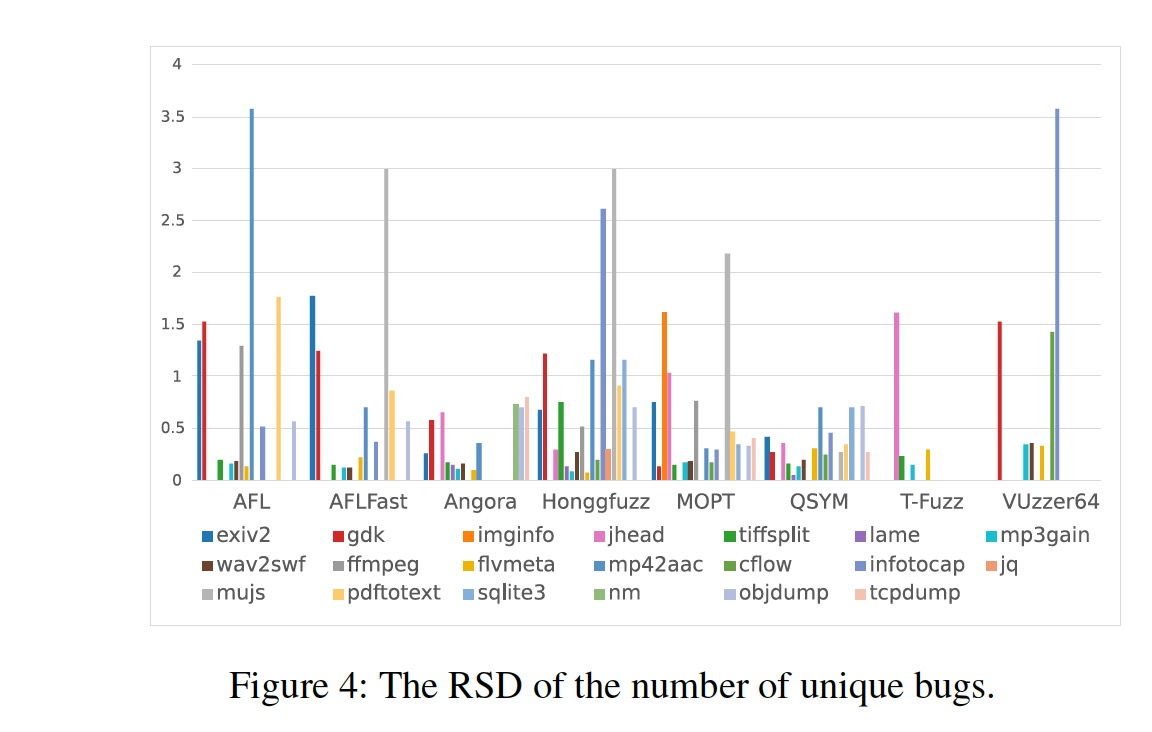 4
3.5
3
2.5
2
1.5
1
0.5
0
AFL AFLFast Angora Honggfuzz MOPT QSYM T-Fuzz VUzzer64
exiv2 gdk imginfo jhead tiffsplit lame mp3gain
wav2swf ffmpeg flvmeta mp42aac cflow infotocap jq
mujs pdftotext sqlite3 nm objdump tcpdump
Figure 4: The RSD of the number of unique bugs.